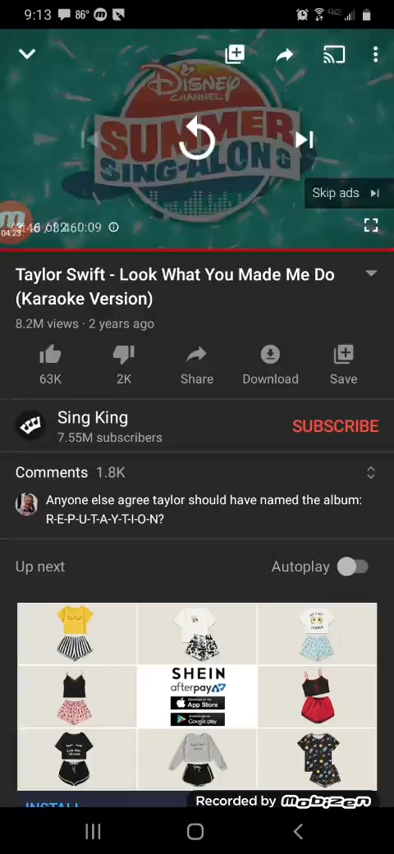 9:13 86°
DISNEY
CHANNEL
SUMMER
SING-ALONG
Skip ads
04:23
Taylor Swift - Look What You Made Me Do
(Karaoke Version)
8.2M views · 2 years ago
63K 2K Share Download Save
Sing King
7.55M subscribers
SUBSCRIBE
Comments 1.8K
Anyone else agree taylor should have named the album:
R-E-P-U-T-A-Y-T-I-O-N?
Up next Autoplay
SHEIN
afterpay
App Store
Google play
INSTALL
Recorded by mobizen